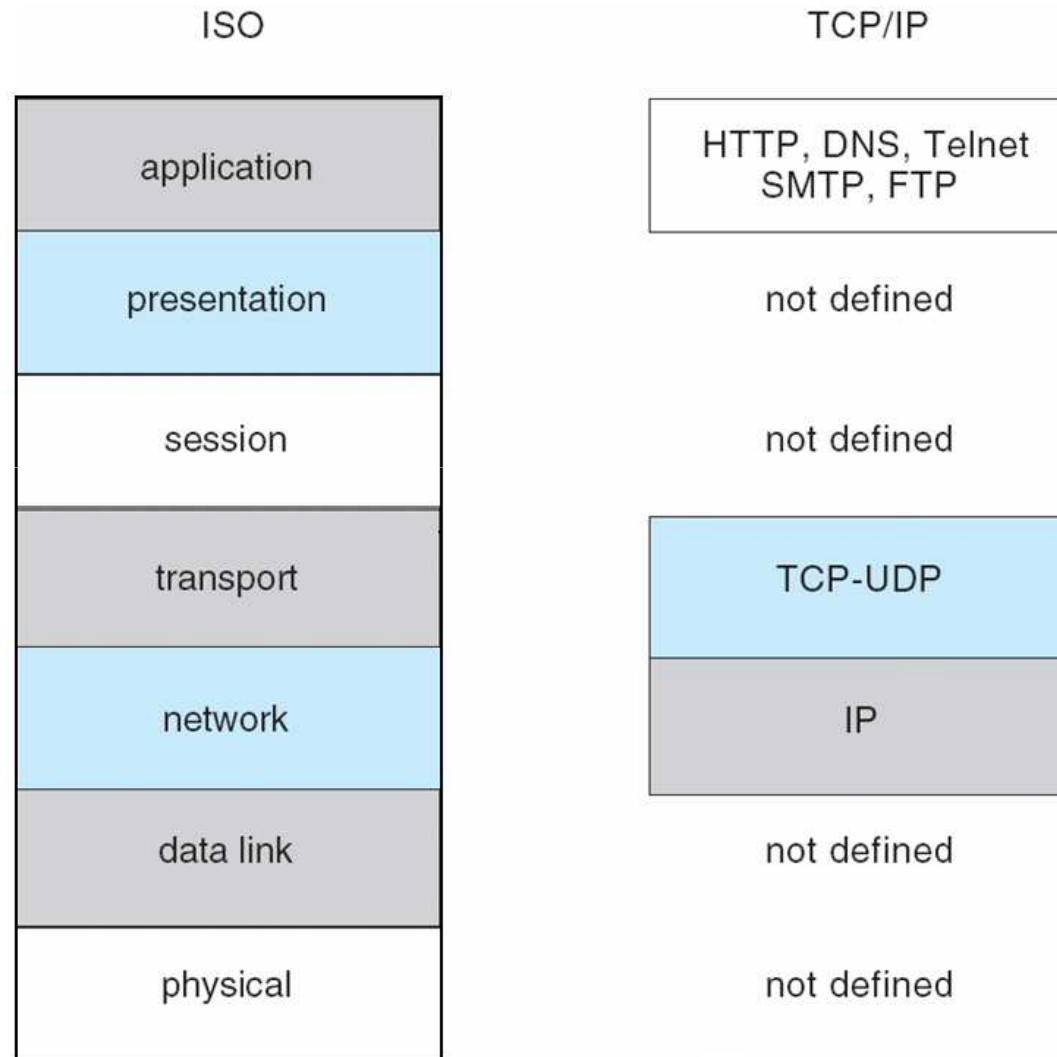 ISO
TCP/IP
application
HTTP, DNS, Telnet
SMTP, FTP
presentation
not defined
session
not defined
transport
TCP-UDP
network
IP
data link
not defined
physical
not defined